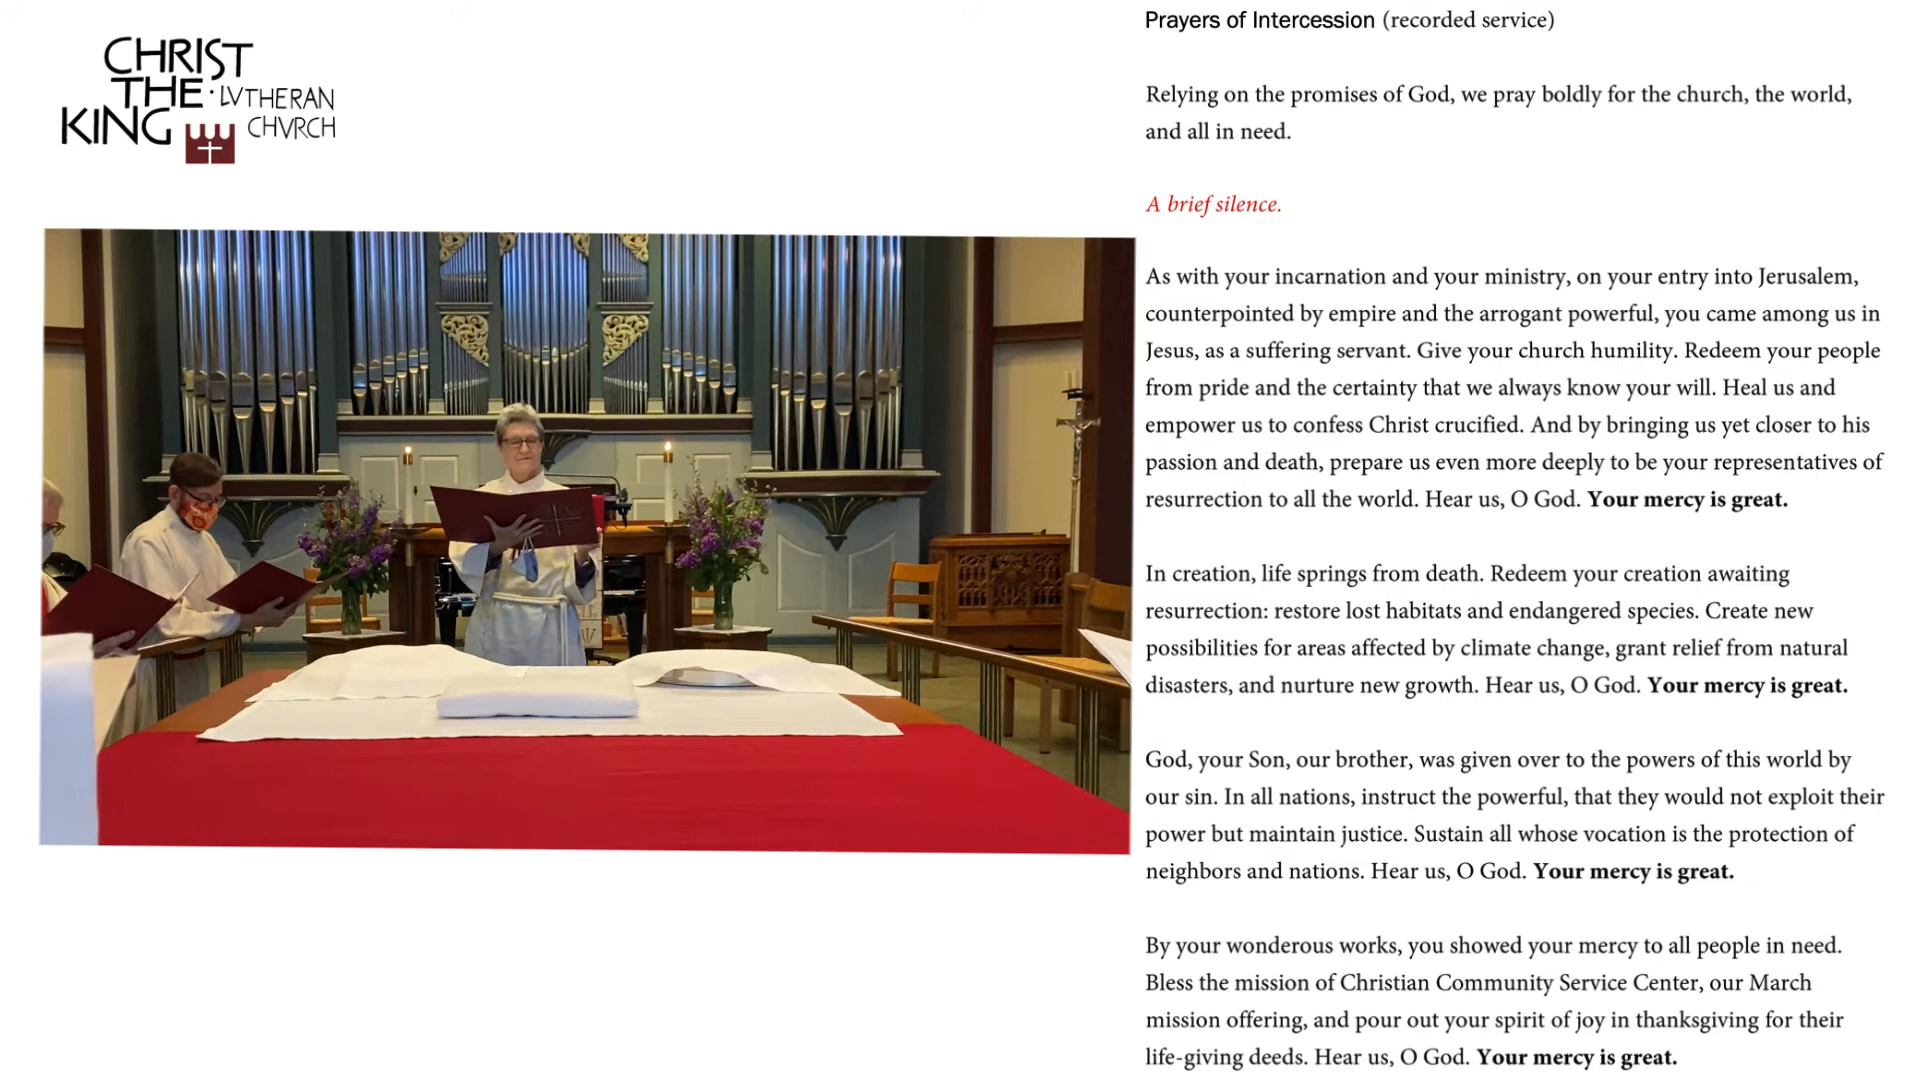 CHRIST
THE · LVTHERAN
KING CHVRCH
Prayers of Intercession (recorded service)
Relying on the promises of God, we pray boldly for the church, the world,
and all in need.
A brief silence.
As with your incarnation and your ministry, on your entry into Jerusalem,
counterpointed by empire and the arrogant powerful, you came among us in
Jesus, as a suffering servant. Give your church humility. Redeem your people
from pride and the certainty that we always know your will. Heal us and
empower us to confess Christ crucified. And by bringing us yet closer to his
passion and death, prepare us even more deeply to be your representatives of
resurrection to all the world. Hear us, O God. Your mercy is great.
In creation, life springs from death. Redeem your creation awaiting
resurrection: restore lost habitats and endangered species. Create new
possibilities for areas affected by climate change, grant relief from natural
disasters, and nurture new growth. Hear us, O God. Your mercy is great.
God, your Son, our brother, was given over to the powers of this world by
our sin. In all nations, instruct the powerful, that they would not exploit their
power but maintain justice. Sustain all whose vocation is the protection of
neighbors and nations. Hear us, O God. Your mercy is great.
By your wonderous works, you showed your mercy to all people in need.
Bless the mission of Christian Community Service Center, our March
mission offering, and pour out your spirit of joy in thanksgiving for their
life-giving deeds. Hear us, O God. Your mercy is great.